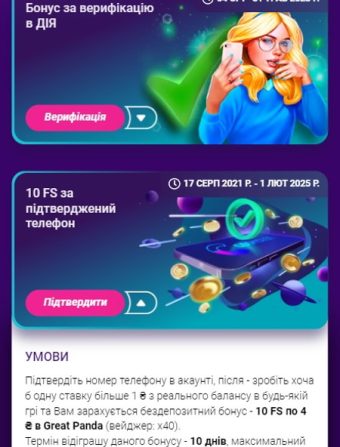 Бонус за верифікацію
в ДІЯ
Верифікація
17 СЕРП 2021 Р. - 1 ЛЮТ 2025 Р.
10 FS за
підтверджений
телефон
Підтвердити
УМОВИ
Підтвердіть номер телефону в акаунті, після - зробіть хоча
б одну ставку більше 1 ₴ з реального балансу в будь-якій
грі та Вам зарахується бездепозитний бонус - 10 FS по 4
₴ в Great Panda (вейджер: х40).
Термін відіграшу даного бонусу - 10 днів, максимальний